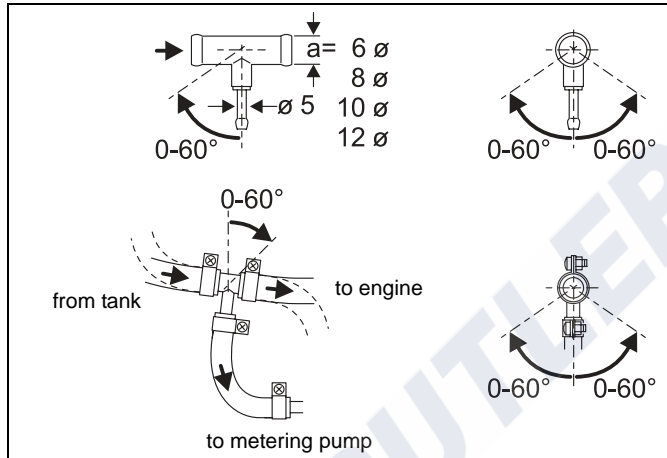 a= 6 ø
8 ø
10 ø
12 ø
ø 5
0-60°
0-60° 0-60°
0-60°
from tank
to engine
to metering pump
0-60° 0-60°